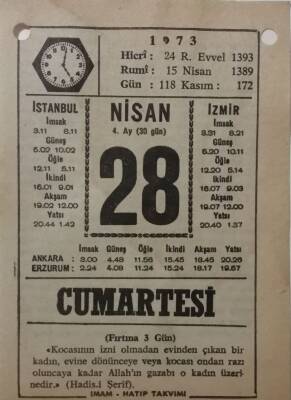 1973
Hicrî: 24 R. Evvel 1393
Rumî: 15 Nisan 1389
Gün: 118 Kasım: 172
İSTANBUL
İmsak
3.11 8.11
Güneş
5.02 10.02
Öğle
12.11 5.11
İkindi
16.01 9.01
Akşam
19.02 12.00
Yatsı
20.44 1.42
NİSAN
4. Ay (30 gün)
28
İZMİR
İmsak
3.31 8.21
Güneş
5.20 10.11
Öğle
12.20 5.14
İkindi
16.07 9.03
Akşam
19.07 12.00
Yatsı
20.40 1.37
İmsak Güneş Öğle İkindi Akşam Yatsı
ANKARA : 3.00 4.48 11.56 15.45 18.45 20.26
ERZURUM : 2.24 4.08 11.24 15.24 18.17 19.57
CUMARTESİ
(Fırtına 3 Gün)
«Kocasının izni olmadan evinden çıkan bir
kadın, evine dönünceye veya kocası ondan razı
oluncaya kadar Allah'ın gazabı o kadın üzeri-
nedir.» (Hadis.i Şerif).
İMAM - HATİP TAKVİMİ